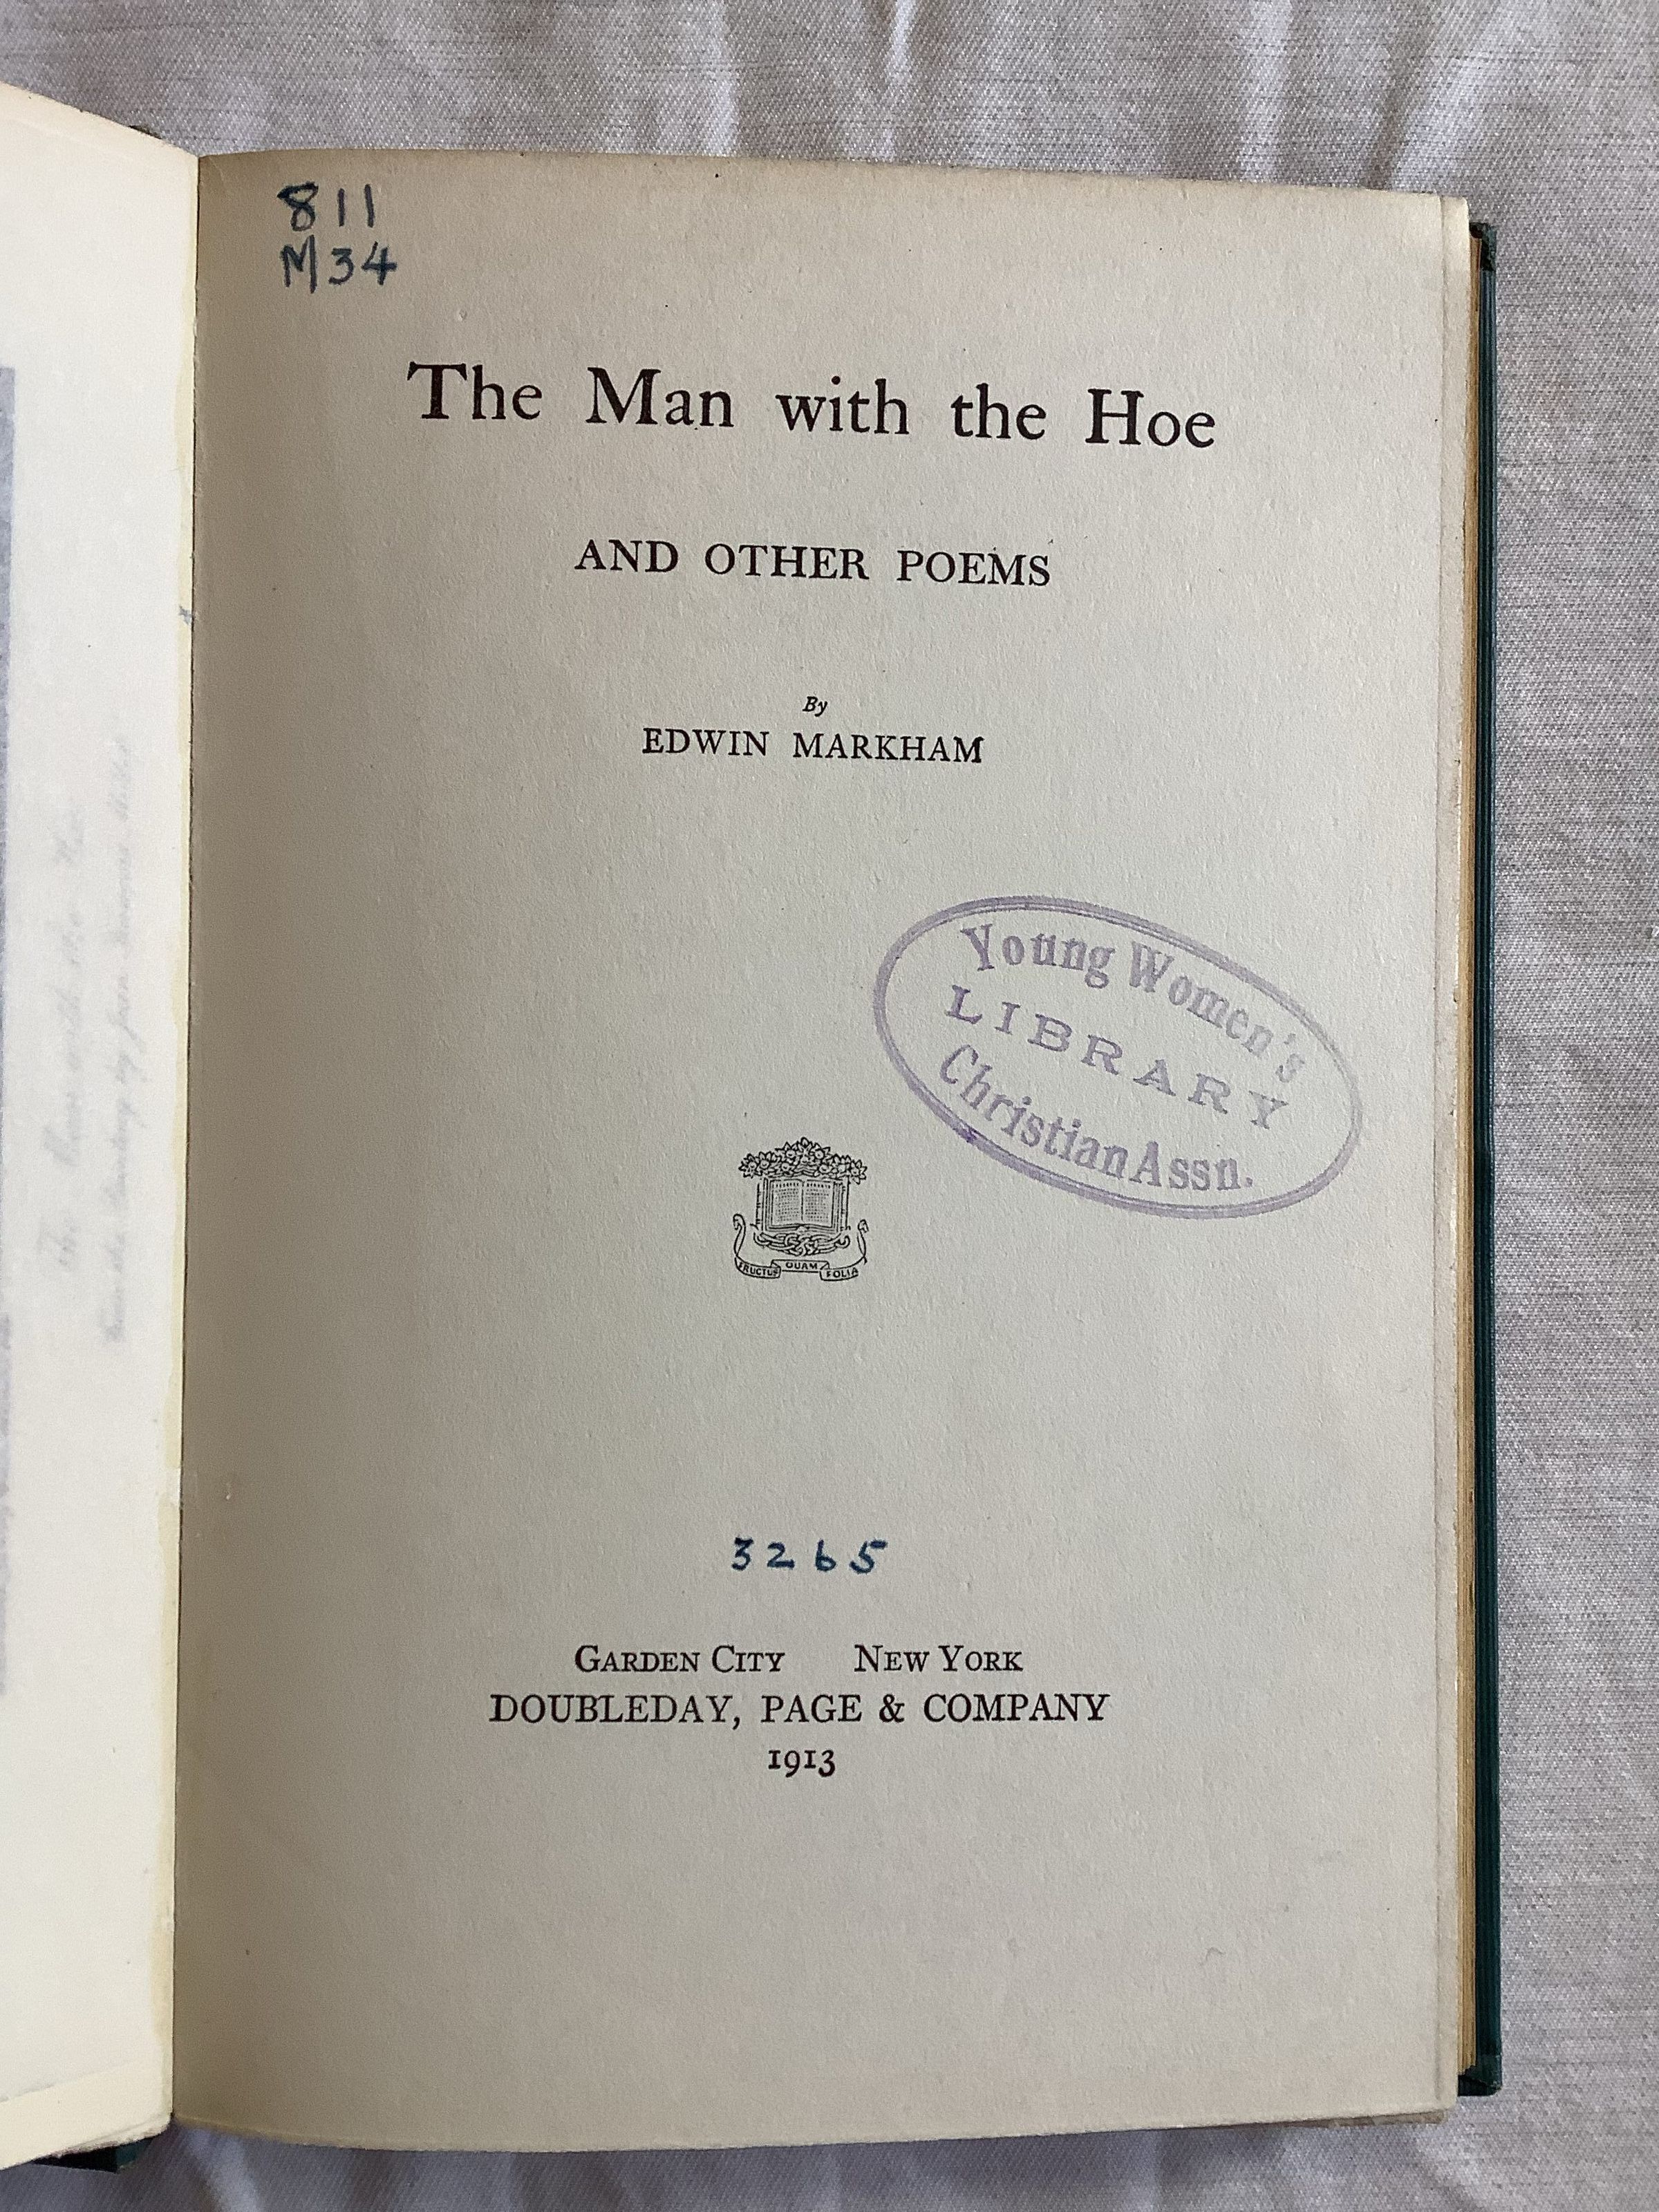 811
M34
The Man with the Hoe
AND OTHER POEMS
By
EDWIN MARKHAM
Young Women's
LIBRARY
Christian Assn.
FRUCTUS QUAM FOLIA
3265
GARDEN CITY NEW YORK
DOUBLEDAY, PAGE & COMPANY
1913